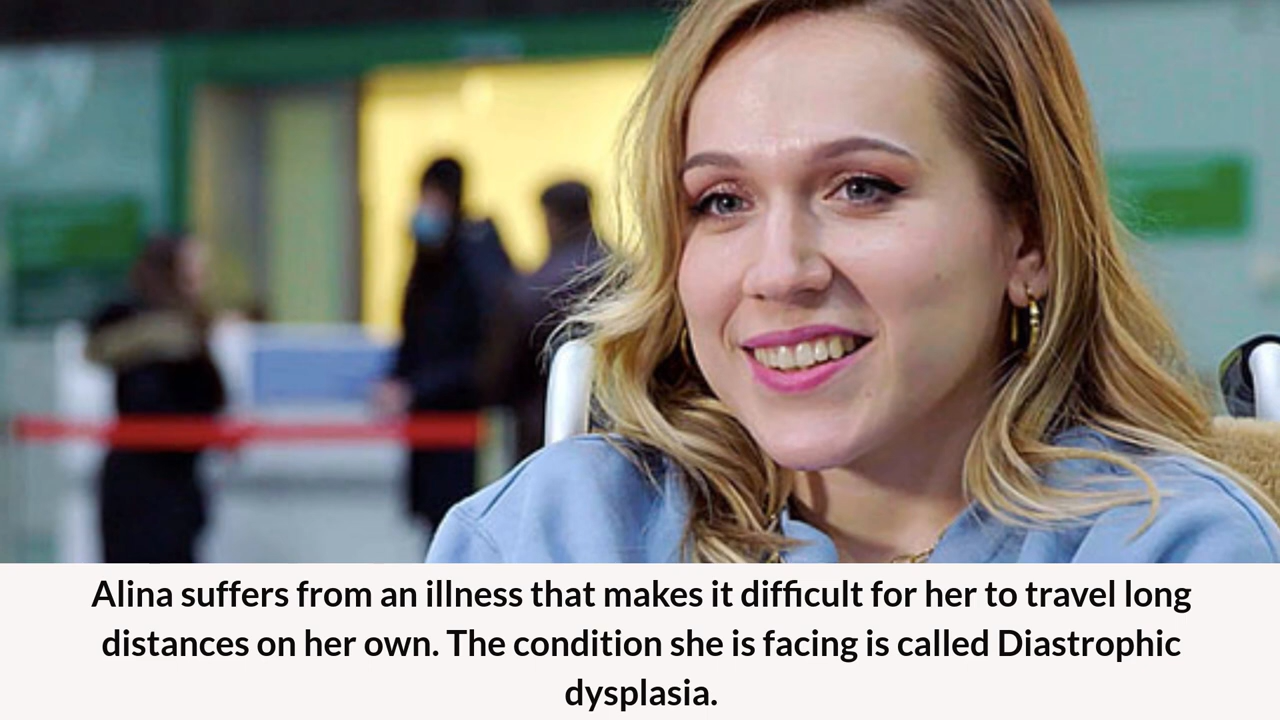 Alina suffers from an illness that makes it difficult for her to travel long
distances on her own. The condition she is facing is called Diastrophic
dysplasia.